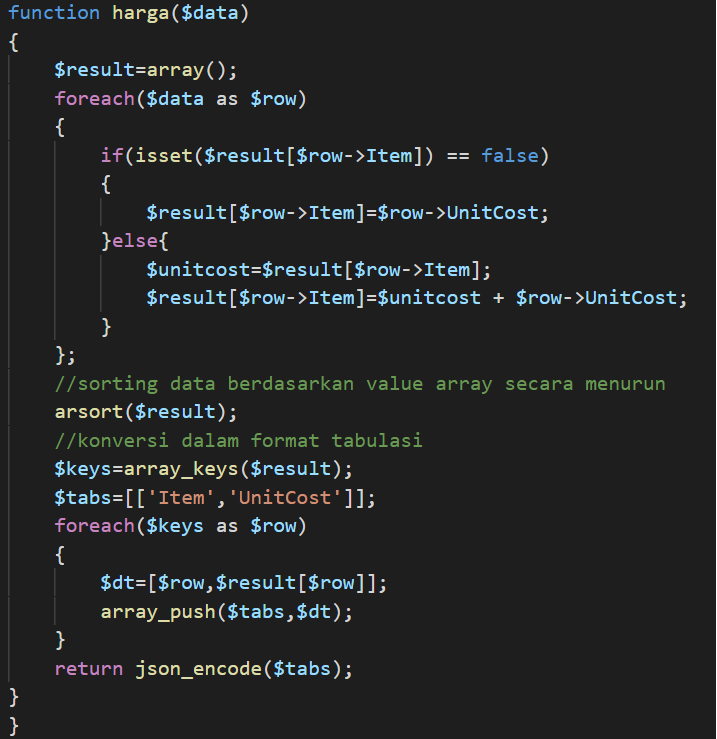 function harga($data)
{
    $result=array();
    foreach($data as $row)
    {
        if(isset($result[$row->Item]) == false)
        {
            $result[$row->Item]=$row->UnitCost;
        }else{
            $unitcost=$result[$row->Item];
            $result[$row->Item]=$unitcost + $row->UnitCost;
        }
    };
    //sorting data berdasarkan value array secara menurun
    arsort($result);
    //konversi dalam format tabulasi
    $keys=array_keys($result);
    $tabs=[['Item','UnitCost']];
    foreach($keys as $row)
    {
        $dt=[$row,$result[$row]];
        array_push($tabs,$dt);
    }
    return json_encode($tabs);
}
}